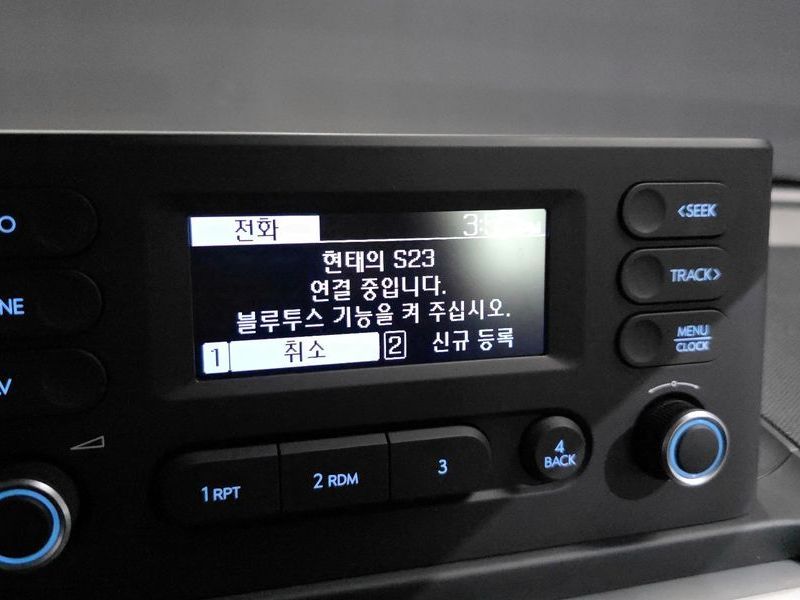 전화
현태의 S23
연결 중입니다.
블루투스 기능을 켜 주십시오.
1 취소 2 신규 등록
<SEEK
TRACK>
MENU
CLOCK
1 RPT
2 RDM
3
4
BACK